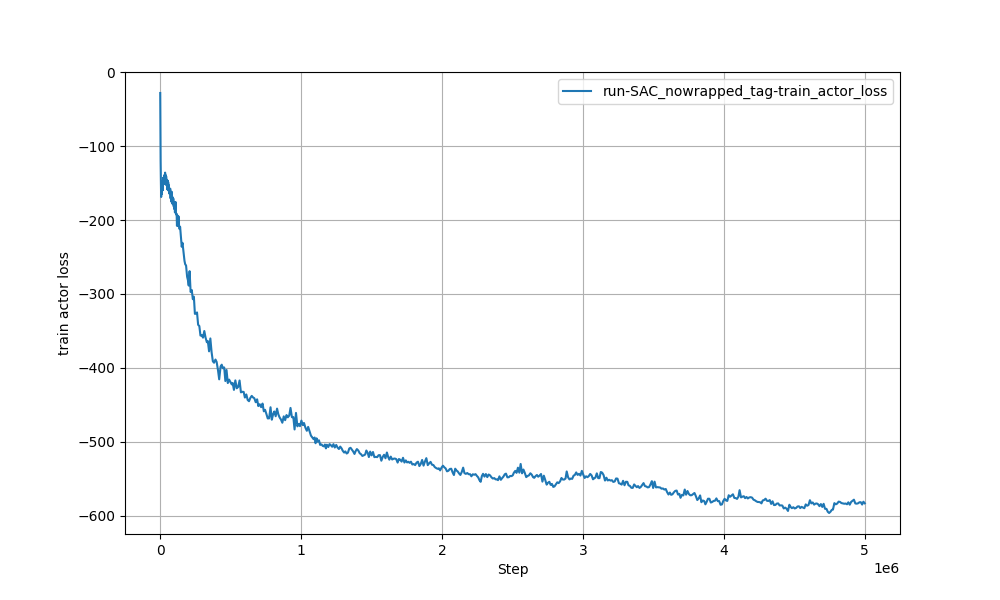 run-SAC_nowrapped_tag-train_actor_loss
train actor loss
0
−100
−200
−300
−400
−500
−600
0 1 2 3 4 5
1e6
Step